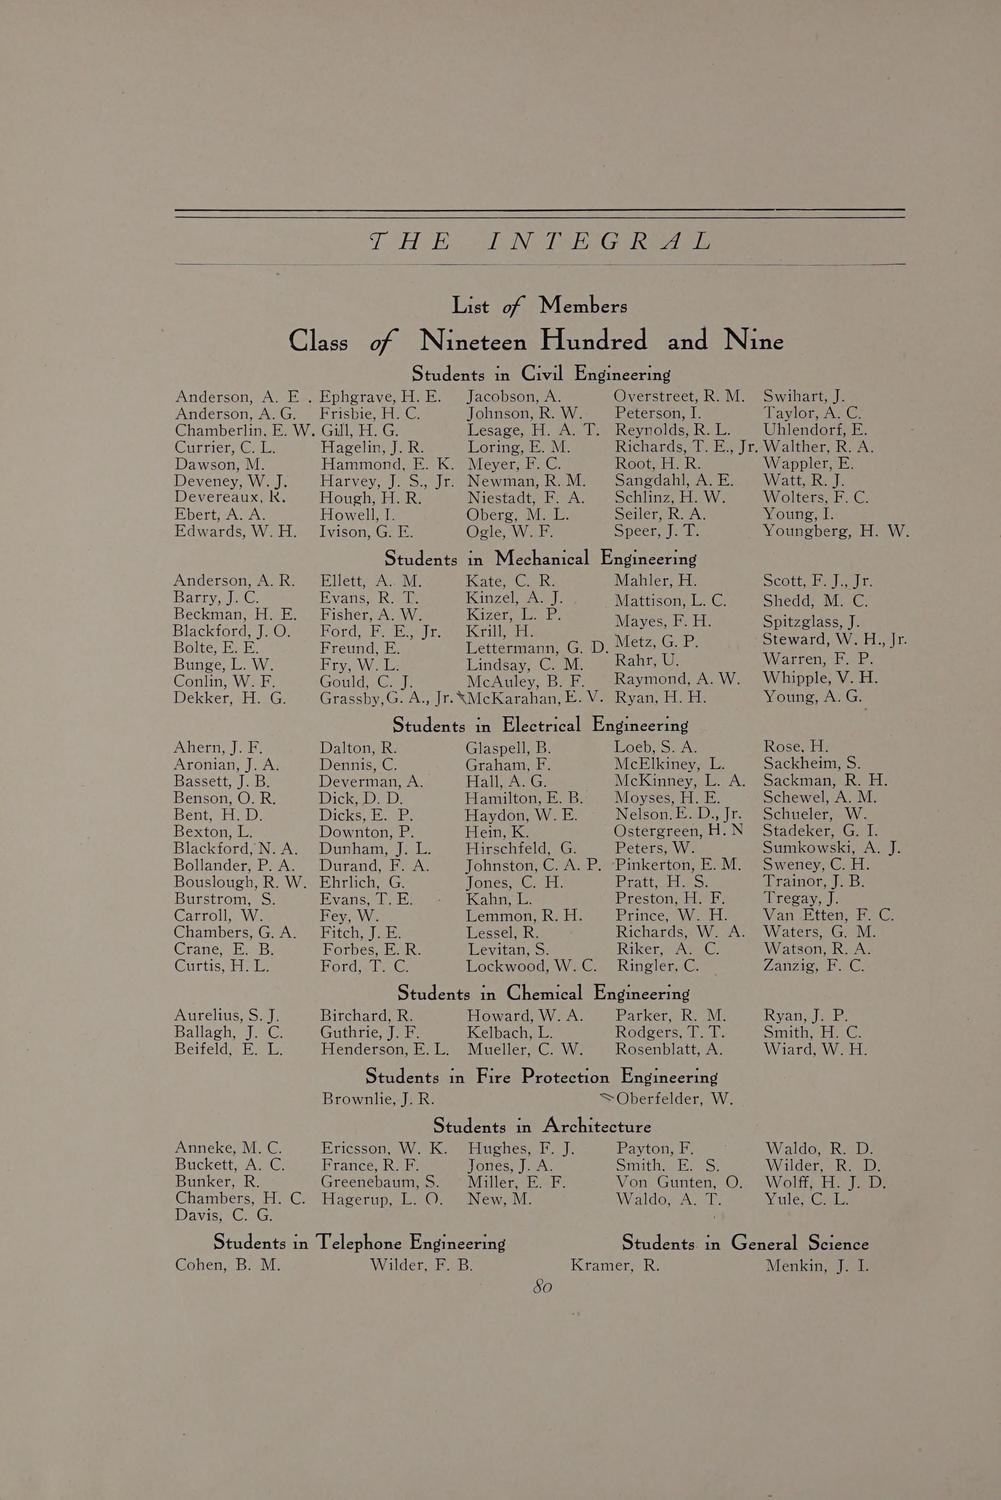 THE INTEGRAL
List of Members
Class of Nineteen Hundred and Nine
Students in Civil Engineering
Anderson, A. E. Ephgrave, H. E. Jacobson, A. Overstreet, R. M. Swihart, J.
Anderson, A. G. Frisbie, H. C. Johnson, R. W. Peterson, I. Taylor, A. C.
Chamberlin, E. W. Gill, H. G. Lesage, H. A. T. Reynolds, R. L. Uhlendorf, E.
Currier, C. L. Hagelin, J. R. Loring, E. M. Richards, T. E., Jr. Walther, R. A.
Dawson, M. Hammond, E. K. Meyer, F. C. Root, H. R. Wappler, E.
Deveney, W. J. Harvey, J. S., Jr. Newman, R. M. Sangdahl, A. E. Watt, R. J.
Devereaux, K. Hough, H. R. Niestadt, F. A. Schlinz, H. W. Wolters, F. C.
Ebert, A. A. Howell, I. Oberg, M. L. Seiler, R. A. Young, I.
Edwards, W. H. Ivison, G. E. Ogle, W. F. Speer, J. T. Youngberg, H. W.
Students in Mechanical Engineering
Anderson, A. R. Ellett, A. M. Kate, C. R. Mahler, H. Scott, F. J., Jr.
Barry, J. C. Evans, R. T. Kinzel, A. J. Mattison, L. C. Shedd, M. C.
Beckman, H. E. Fisher, A. W. Kizer, L. P. Mayes, F. H. Spitzglass, J.
Blackford, J. O. Ford, F. E., Jr. Krill, H. Metz, G. P. Steward, W. H., Jr.
Bolte, E. E. Freund, E. Lettermann, G. D. Rahr, U. Warren, F. P.
Bunge, L. W. Fry, W. L. Lindsay, C. M. Raymond, A. W. Whipple, V. H.
Conlin, W. F. Gould, C. J. McAuley, B. F. Ryan, H. H. Young, A. G.
Dekker, H. G. Grassby, G. A., Jr. McKarahan, E. V.
Students in Electrical Engineering
Ahern, J. F. Dalton, R. Glaspell, B. Loeb, S. A. Rose, H.
Aronian, J. A. Dennis, C. Graham, F. McElkiney, L. Sackheim, S.
Bassett, J. B. Deverman, A. Hall, A. G. McKinney, L. A. Sackman, R. H.
Benson, O. R. Dick, D. D. Hamilton, E. B. Moyses, H. E. Schewel, A. M.
Bent, H. D. Dicks, E. P. Haydon, W. E. Nelson, E. D., Jr. Schueler, W.
Bexton, L. Downton, P. Hein, K. Ostergreen, H. N Stadeker, G. I.
Blackford, N. A. Dunham, J. L. Hirschfeld, G. Peters, W. Sumkowski, A. J.
Bollander, P. A. Durand, F. A. Johnston, C. A. P. Pinkerton, E. M. Sweney, C. H.
Bouslough, R. W. Ehrlich, G. Jones, C. H. Pratt, H. S. Trainor, J. B.
Burstrom, S. Evans, T. E. Kahn, L. Preston, H. F. Tregay, J.
Carroll, W. Fey, W. Lemmon, R. H. Prince, W. H. Van Etten, F. C.
Chambers, G. A. Fitch, J. E. Lessel, R. Richards, W. A. Waters, G. M.
Crane, E. B. Forbes, E. R. Levitan, S. Riker, A. C. Watson, R. A.
Curtis, H. L. Ford, T. C. Lockwood, W. C. Ringler, C. Zanzig, F. C.
Students in Chemical Engineering
Aurelius, S. J. Birchard, R. Howard, W. A. Parker, R. M. Ryan, J. P.
Ballagh, J. C. Guthrie, J. F. Kelbach, L. Rodgers, T. T. Smith, H. C.
Beifeld, E. L. Henderson, E. L. Mueller, C. W. Rosenblatt, A. Wiard, W. H.
Students in Fire Protection Engineering
Brownlie, J. R. Oberfelder, W.
Students in Architecture
Anneke, M. C. Ericsson, W. K. Hughes, F. J. Payton, F. Waldo, R. D.
Buckett, A. C. France, R. F. Jones, J. A. Smith, E. S. Wilder, R. D.
Bunker, R. Greenebaum, S. Miller, E. F. Von Gunten, O. Wolff, H. J. D.
Chambers, H. C. Hagerup, L. O. New, M. Waldo, A. T. Yule, C. L.
Davis, C. G.
Students in Telephone Engineering Students in General Science
Cohen, B. M. Wilder, F. B. Kramer, R. Menkin, J. I.
80